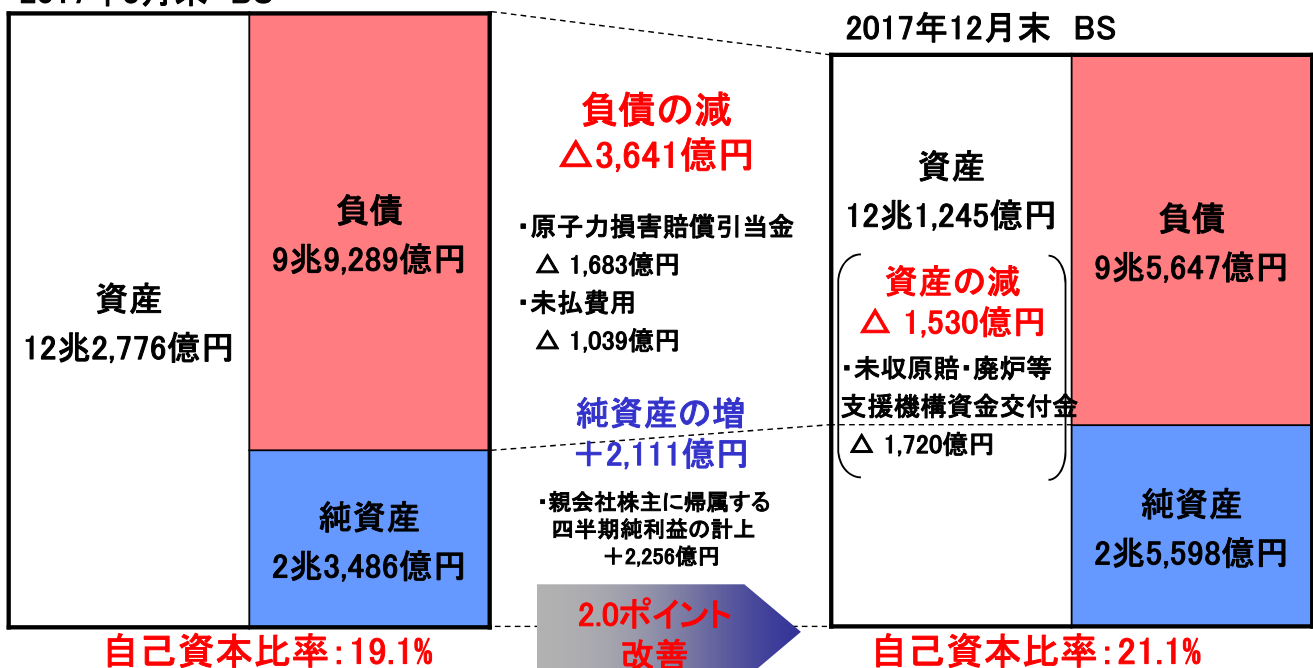 2017年12月末 BS
負債
9兆9,289億円
資産
12兆2,776億円
純資産
2兆3,486億円
自己資本比率：19.1%
負債の減
△3,641億円
・原子力損害賠償引当金
△ 1,683億円
・未払費用
△ 1,039億円
純資産の増
＋2,111億円
・親会社株主に帰属する
四半期純利益の計上
＋2,256億円
2.0ポイント
改善
資産
12兆1,245億円
資産の減
△ 1,530億円
・未収原賠・廃炉等
支援機構資金交付金
△ 1,720億円
負債
9兆5,647億円
純資産
2兆5,598億円
自己資本比率：21.1%